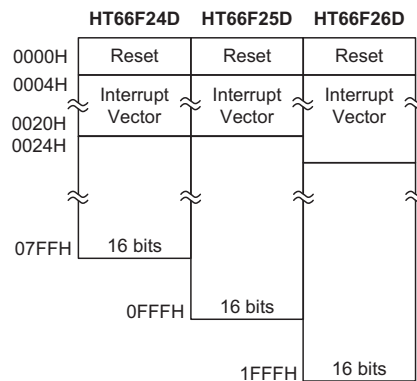 HT66F24D HT66F25D HT66F26D
0000H Reset Reset Reset
0004H
Interrupt Vector Interrupt Vector Interrupt Vector
0020H
0024H
07FFH 16 bits
0FFFH 16 bits
1FFFH 16 bits